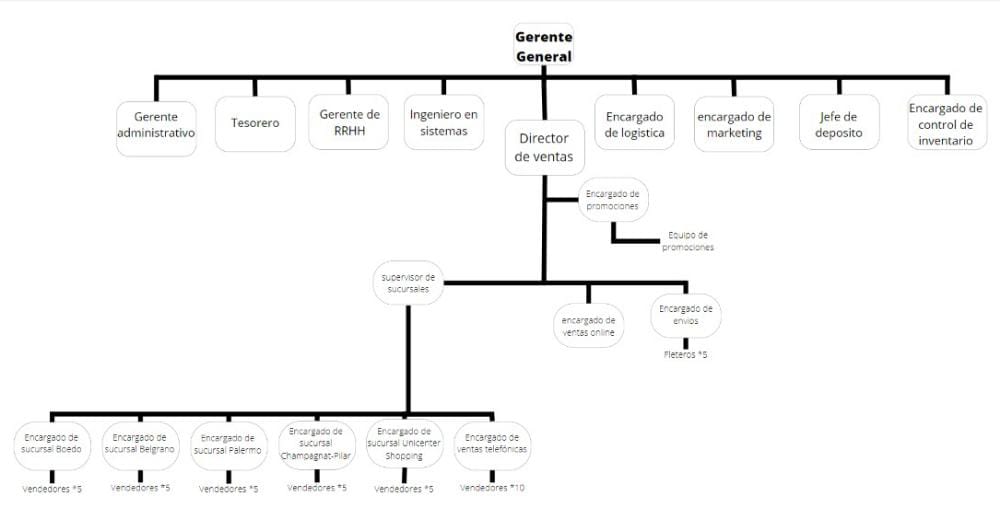 Gerente
General
Gerente
administrativo
Tesorero
Gerente de
RRHH
Ingeniero en
sistemas
Director
de ventas
Encargado
de logistica
encargado de
marketing
Jefe de
deposito
Encargado de
control de
inventario
Encargado de
promociones
Equipo de
promociones
supervisor de
sucursales
encargado de
ventas online
Encargado de
envios
Fleteros *5
Encargado de
sucursal Boedo
Encargado de
sucursal Belgrano
Encargado de
sucursal Palermo
Encargado de
sucursal
Champagnat-Pilar
Encargado de
sucursal Unicenter
Shopping
Encargado de
ventas telefónicas
Vendedores *5
Vendedores *5
Vendedores *5
Vendedores *5
Vendedores *5
Vendedores *10